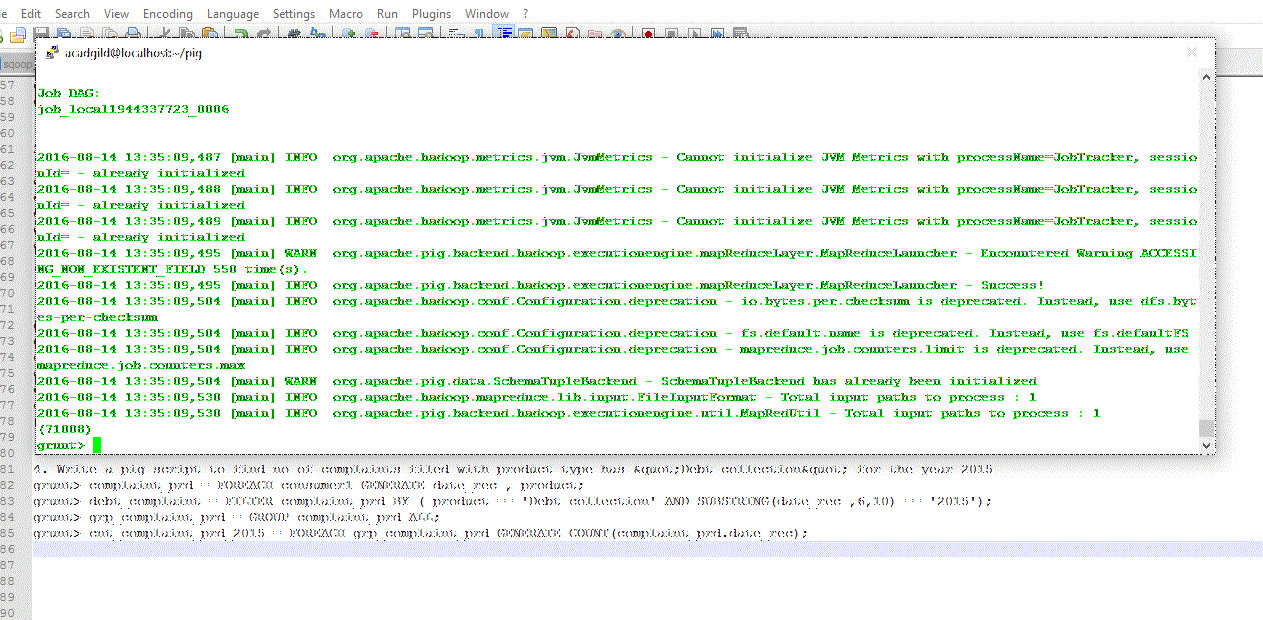 Edit Search View Encoding Language Settings Macro Run Plugins Window ?
acadgild@localhost:~/pig
sqoop
Job DAG:
job_local1944337723_0006
2016-08-14 13:35:09,487 [main] INFO org.apache.hadoop.metrics.jvm.JvmMetrics - Cannot initialize JVM Metrics with processName=JobTracker, sessio
nId= - already initialized
2016-08-14 13:35:09,488 [main] INFO org.apache.hadoop.metrics.jvm.JvmMetrics - Cannot initialize JVM Metrics with processName=JobTracker, sessio
nId= - already initialized
2016-08-14 13:35:09,489 [main] INFO org.apache.hadoop.metrics.jvm.JvmMetrics - Cannot initialize JVM Metrics with processName=JobTracker, sessio
nId= - already initialized
2016-08-14 13:35:09,495 [main] WARN org.apache.pig.backend.hadoop.executionengine.mapReduceLayer.MapReduceLauncher - Encountered Warning ACCESSI
NG_NON_EXISTENT_FIELD 550 time(s).
2016-08-14 13:35:09,495 [main] INFO org.apache.pig.backend.hadoop.executionengine.mapReduceLayer.MapReduceLauncher - Success!
2016-08-14 13:35:09,504 [main] INFO org.apache.hadoop.conf.Configuration.deprecation - io.bytes.per.checksum is deprecated. Instead, use dfs.byt
es-per-checksum
2016-08-14 13:35:09,504 [main] INFO org.apache.hadoop.conf.Configuration.deprecation - fs.default.name is deprecated. Instead, use fs.defaultFS
2016-08-14 13:35:09,504 [main] INFO org.apache.hadoop.conf.Configuration.deprecation - mapreduce.job.counters.limit is deprecated. Instead, use
mapreduce.job.counters.max
2016-08-14 13:35:09,504 [main] WARN org.apache.pig.data.SchemaTupleBackend - SchemaTupleBackend has already been initialized
2016-08-14 13:35:09,530 [main] INFO org.apache.hadoop.mapreduce.lib.input.FileInputFormat - Total input paths to process : 1
2016-08-14 13:35:09,530 [main] INFO org.apache.pig.backend.hadoop.executionengine.util.MapRedUtil - Total input paths to process : 1
(71008)
grunt>
57
58
59
60
61
62
63
64
65
66
67
68
69
70
71
72
73
74
75
76
77
78
79
80
81 4. Write a pig script to find no of complaints filed with product type has &quot;Debt collection&quot; for the year 2015
82 grunt> complaint_prd = FOREACH consumer1 GENERATE date_rec , product;
83 grunt> debt_complaint = FILTER complaint_prd BY ( product == 'Debt collection' AND SUBSTRING(date_rec ,6,10) == '2015');
84 grunt> grp_complaint_prd = GROUP complaint_prd ALL;
85 grunt> cnt_complaint_prd_2015 = FOREACH grp_complaint_prd GENERATE COUNT(complaint_prd.date_rec);
86
87
88
89
90